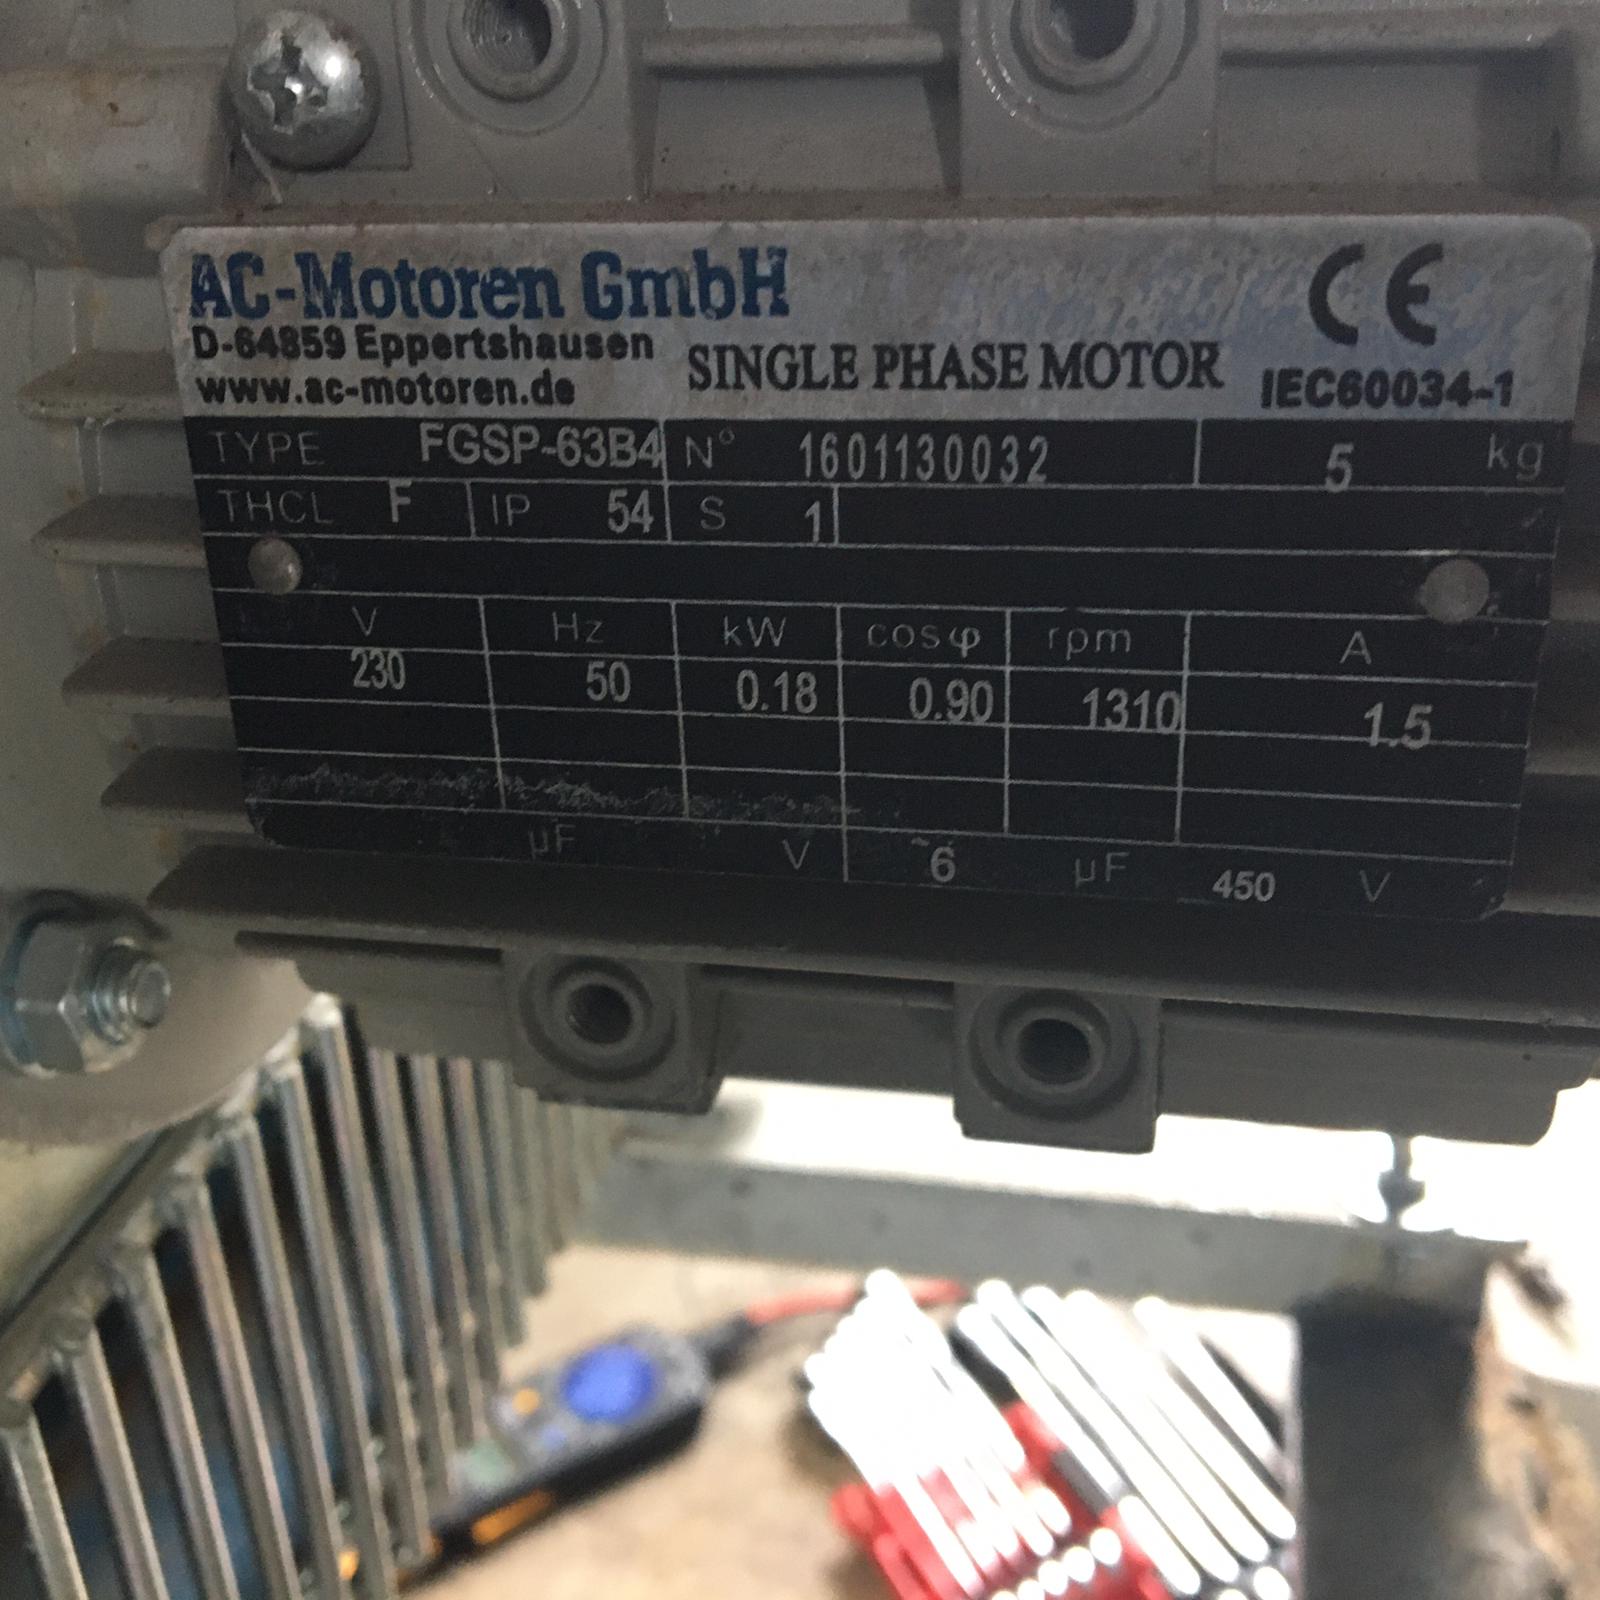 AC-Motoren GmbH
CE
D-64859 Eppertshausen
www.ac-motoren.de
SINGLE PHASE MOTOR
IEC60034-1
TYPE FGSP-63B4 N° 1601130032 5 kg
THCL F IP 54 S 1
V Hz kW cosφ rpm A
230 50 0.18 0.90 1310 1.5
µF V ~6 µF 450 V